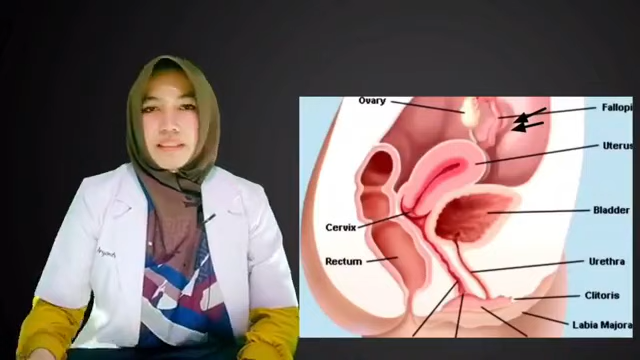 Ovary
Fallopi
Uterus
Cervix
Bladder
Rectum
Urethra
Clitoris
Labia Majora